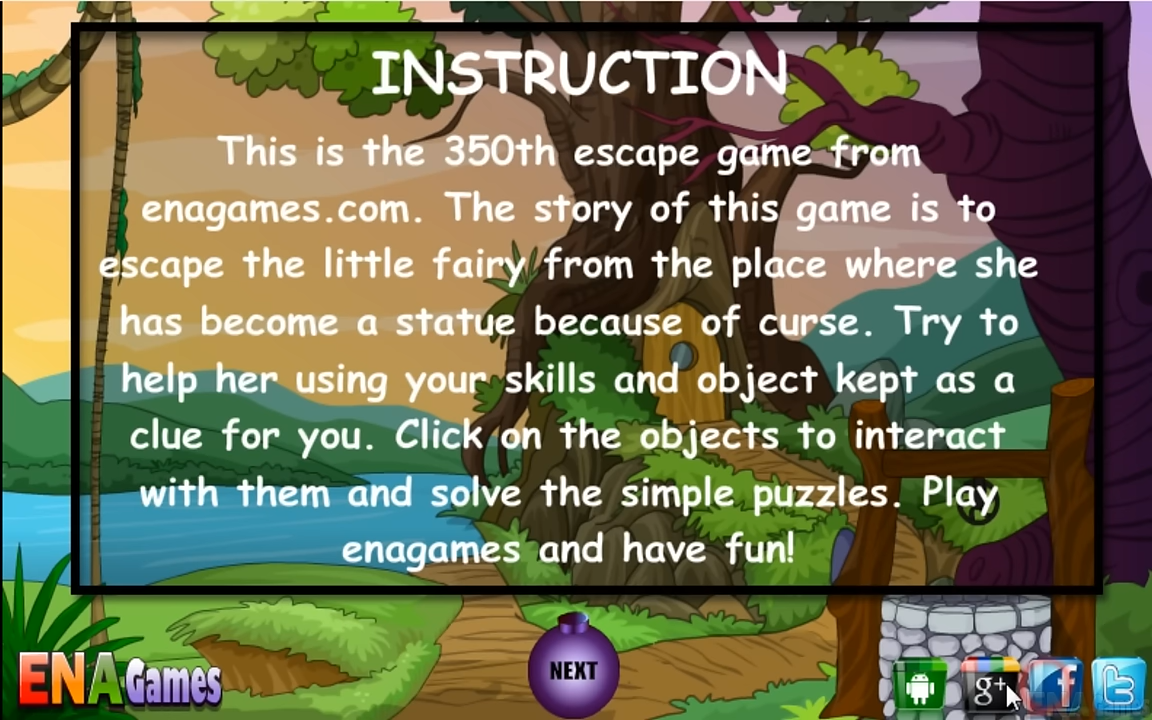 INSTRUCTION
This is the 350th escape game from
enagames.com. The story of this game is to
escape the little fairy from the place where she
has become a statue because of curse. Try to
help her using your skills and object kept as a
clue for you. Click on the objects to interact
with them and solve the simple puzzles. Play
enagames and have fun!
NEXT
ENA Games
g+
f
t